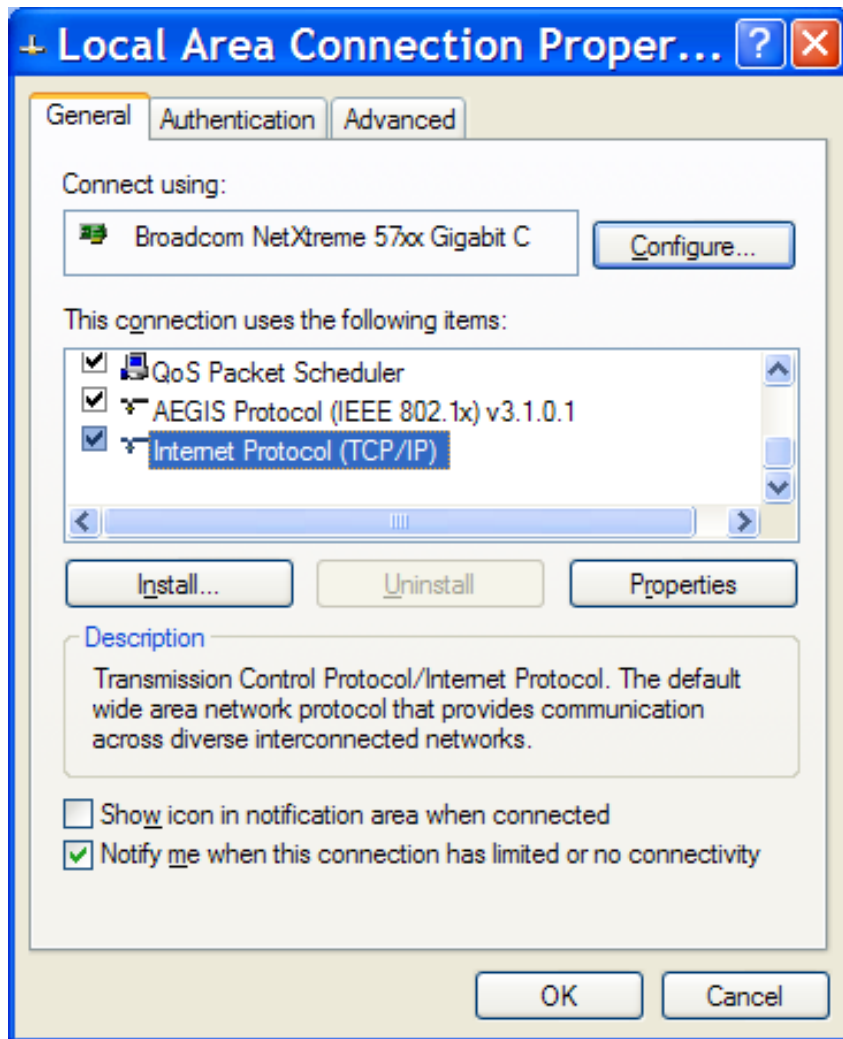 Local Area Connection Proper...
General Authentication Advanced
Connect using:
Broadcom NetXtreme 57xx Gigabit C
Configure...
This connection uses the following items:
QoS Packet Scheduler
AEGIS Protocol (IEEE 802.1x) v3.1.0.1
Internet Protocol (TCP/IP)
Install... Uninstall Properties
Description
Transmission Control Protocol/Internet Protocol. The default
wide area network protocol that provides communication
across diverse interconnected networks.
Show icon in notification area when connected
Notify me when this connection has limited or no connectivity
OK Cancel